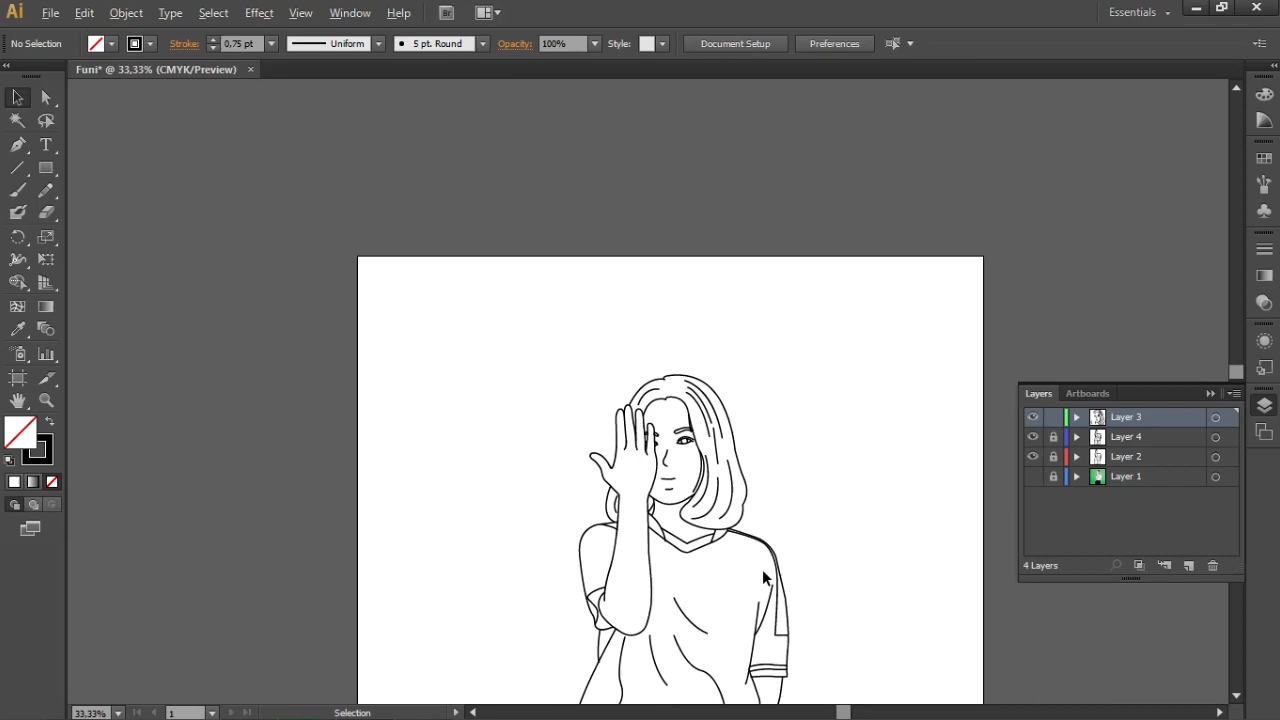 Ai File Edit Object Type Select Effect View Window Help Br Essentials
No Selection Stroke: 0,75 pt Uniform 5 pt. Round Opacity: 100% Style: Document Setup Preferences
Funi* @ 33,33% (CMYK/Preview) ×
T
Layers Artboards
Layer 3
Layer 4
Layer 2
Layer 1
4 Layers
33,33% 1 Selection